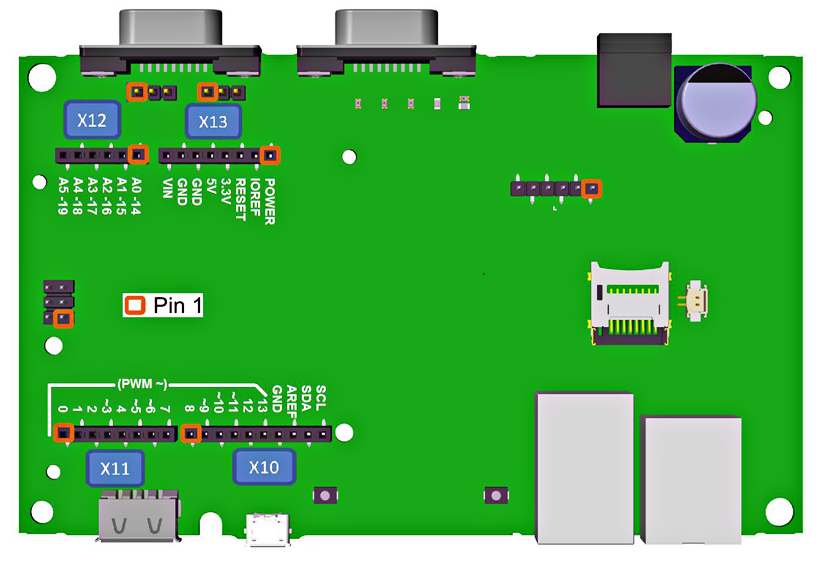 X12
X13
A5 -19
A4 -18
A3 -17
A2 -16
A1 -15
A0 -14
VIN
GND
GND
5V
3.3V
RESET
IOREF
POWER
Pin 1
(PWM ~)
0
1
2
~3
4
~5
~6
7
8
~9
~10
~11
12
13
GND
AREF
SDA
SCL
X11
X10